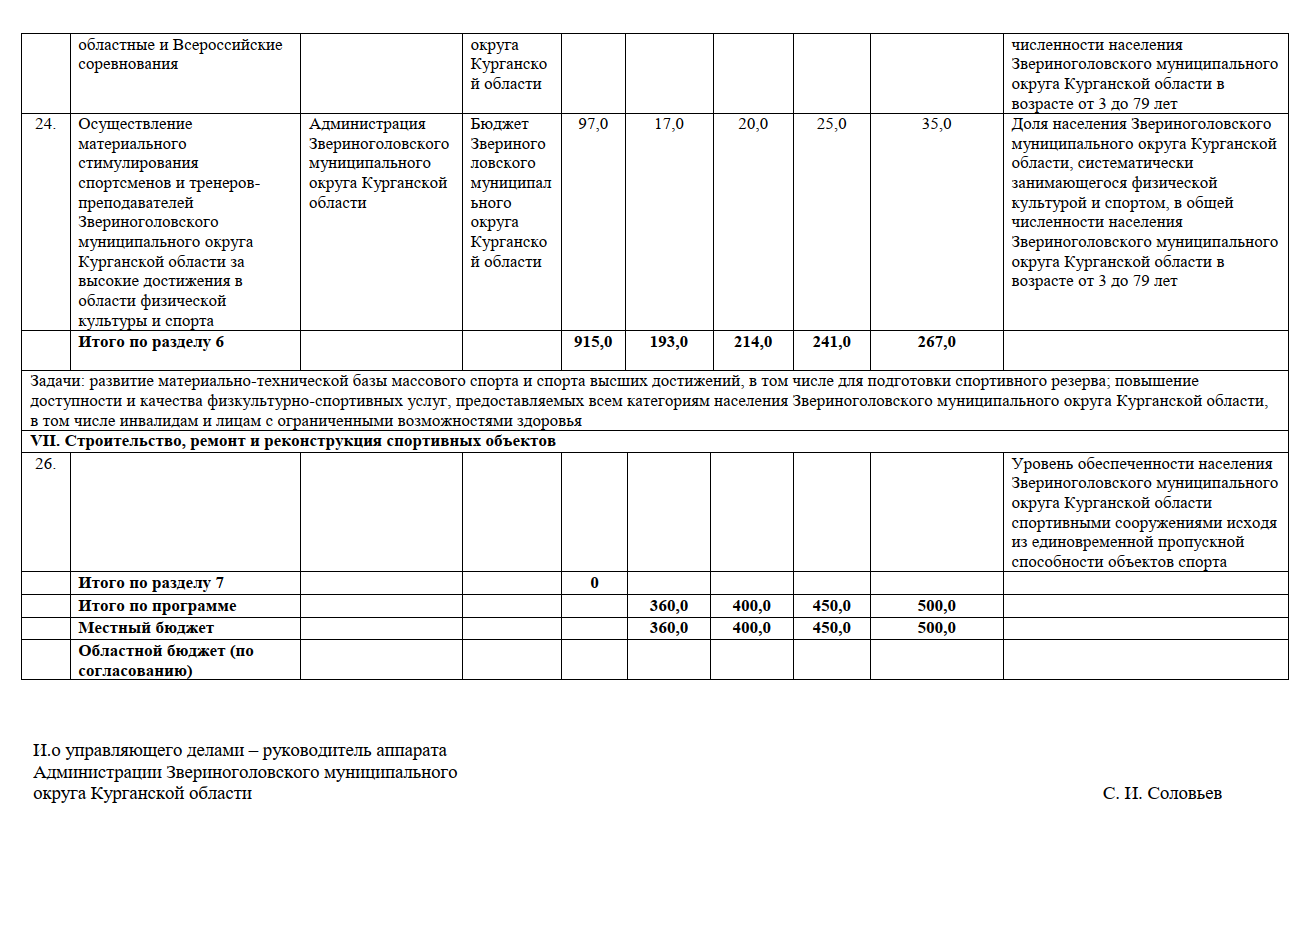 областные и Всероссийские
соревнования
округа
Курганско
й области
численности населения
Звериноголовского муниципального
округа Курганской области в
возрасте от 3 до 79 лет
24.
Осуществление
материального
стимулирования
спортсменов и тренеров-
преподавателей
Звериноголовского
муниципального округа
Курганской области за
высокие достижения в
области физической
культуры и спорта
Администрация
Звериноголовского
муниципального
округа Курганской
области
Бюджет
Звериного
ловского
муниципал
ьного
округа
Курганско
й области
97,0
17,0
20,0
25,0
35,0
Доля населения Звериноголовского
муниципального округа Курганской
области, систематически
занимающегося физической
культурой и спортом, в общей
численности населения
Звериноголовского муниципального
округа Курганской области в
возрасте от 3 до 79 лет
Итого по разделу 6
915,0
193,0
214,0
241,0
267,0
Задачи: развитие материально-технической базы массового спорта и спорта высших достижений, в том числе для подготовки спортивного резерва; повышение
доступности и качества физкультурно-спортивных услуг, предоставляемых всем категориям населения Звериноголовского муниципального округа Курганской области,
в том числе инвалидам и лицам с ограниченными возможностями здоровья
VII. Строительство, ремонт и реконструкция спортивных объектов
26.
Уровень обеспеченности населения
Звериноголовского муниципального
округа Курганской области
спортивными сооружениями исходя
из единовременной пропускной
способности объектов спорта
Итого по разделу 7
0
Итого по программе
360,0
400,0
450,0
500,0
Местный бюджет
360,0
400,0
450,0
500,0
Областной бюджет (по
согласованию)
И.о управляющего делами – руководитель аппарата
Администрации Звериноголовского муниципального
округа Курганской области
С. И. Соловьев